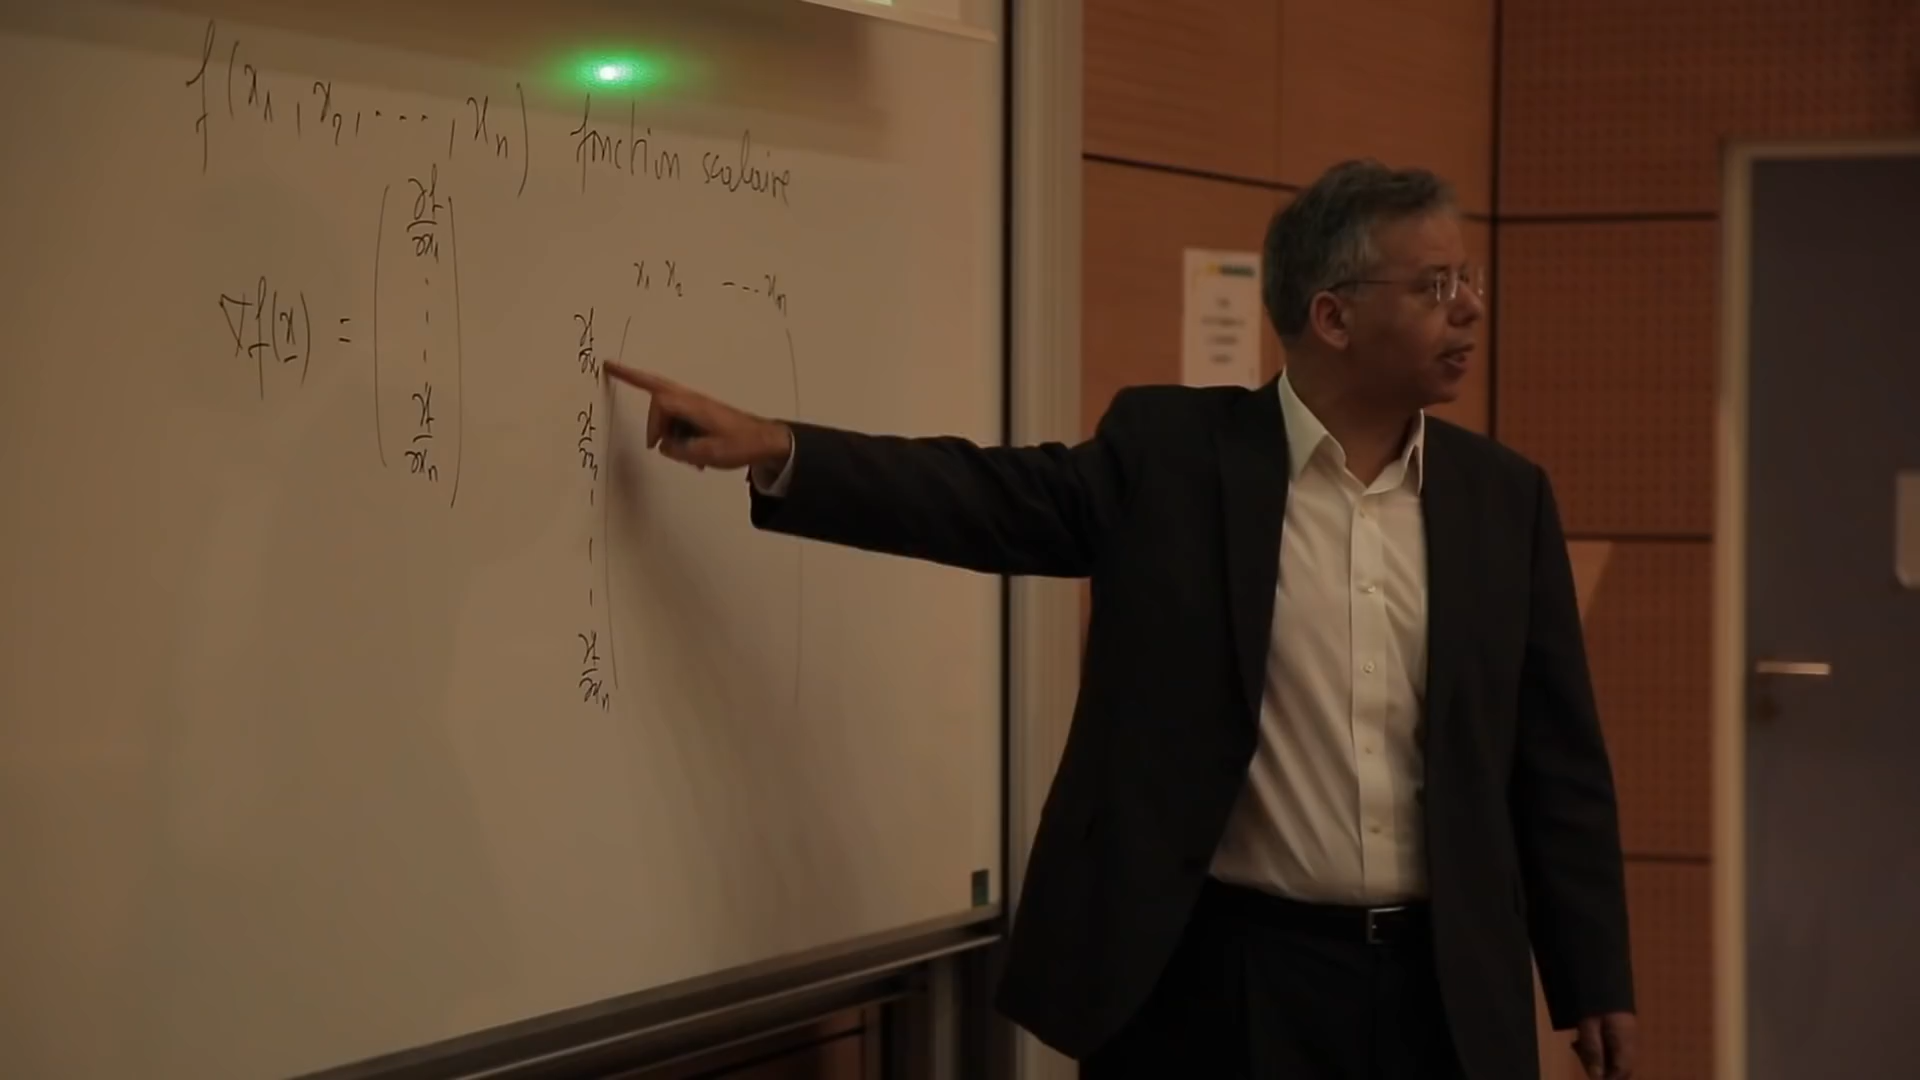 f(x₁, x₂, ..., xₙ) fonction scalaire
∇f(x) = ( ∂f/∂x₁ ⋮ ∂f/∂xₙ )
x₁ x₂ --- xₙ
∂f/∂x₁
∂f/∂x₂
⋮
∂f/∂xₙ